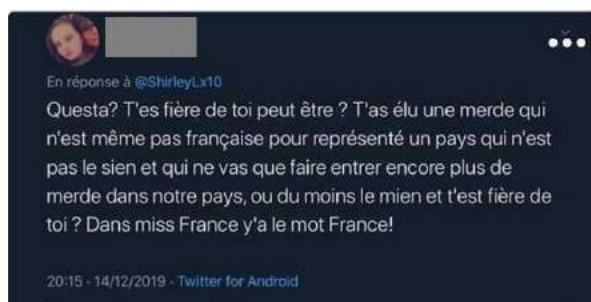 En réponse à @ShirleyLx10
Questa? T'es fière de toi peut être ? T'as élu une merde qui
n'est même pas française pour représenté un pays qui n'est
pas le sien et qui ne vas que faire entrer encore plus de
merde dans notre pays, ou du moins le mien et t'est fière de
toi ? Dans miss France y'a le mot France!
20:15 - 14/12/2019 - Twitter for Android